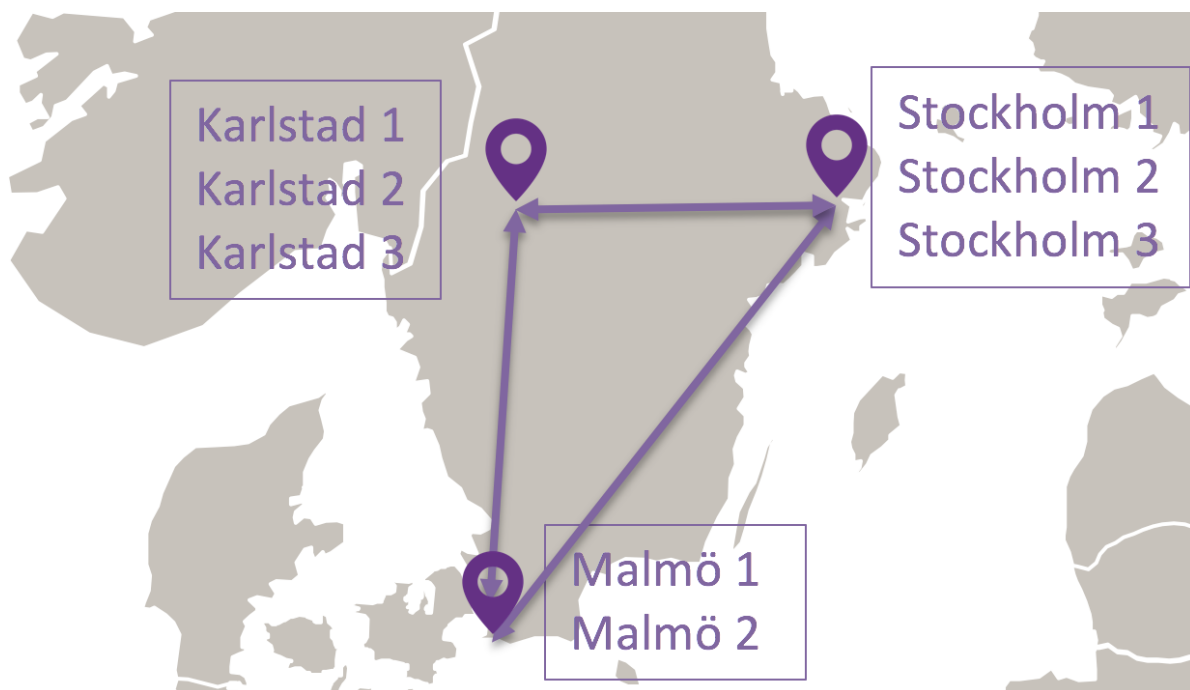 Karlstad 1
Karlstad 2
Karlstad 3
Stockholm 1
Stockholm 2
Stockholm 3
Malmö 1
Malmö 2